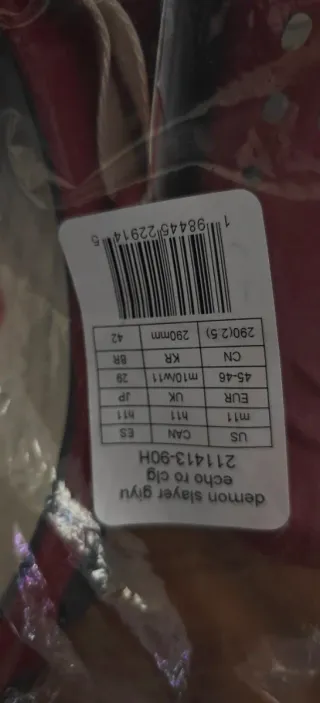 demon slayer giyu
echo ro clg
211413-90H
US CAN ES
m11 h11 h11
EUR UK JP
45-46 m10/w11 29
CN KR BR
290(2.5) 290mm 42
1 98445 22914 5